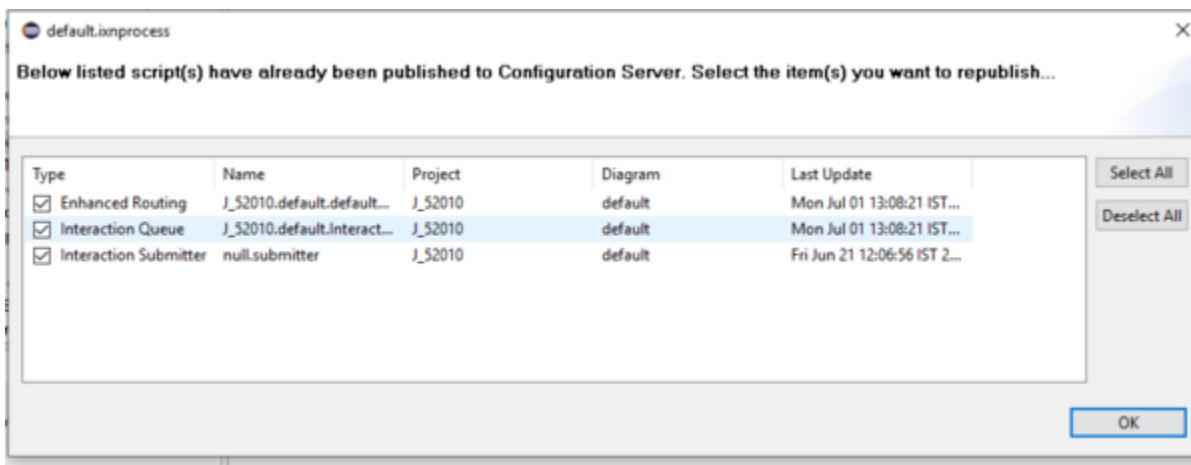 default.ixnprocess
Below listed script(s) have already been published to Configuration Server. Select the item(s) you want to republish...
Type Name Project Diagram Last Update
Enhanced Routing J_52010.default.default... J_52010 default Mon Jul 01 13:08:21 IST...
Interaction Queue J_52010.default.Interact... J_52010 default Mon Jul 01 13:08:21 IST...
Interaction Submitter null.submitter J_52010 default Fri Jun 21 12:06:56 IST 2...
Select All
Deselect All
OK